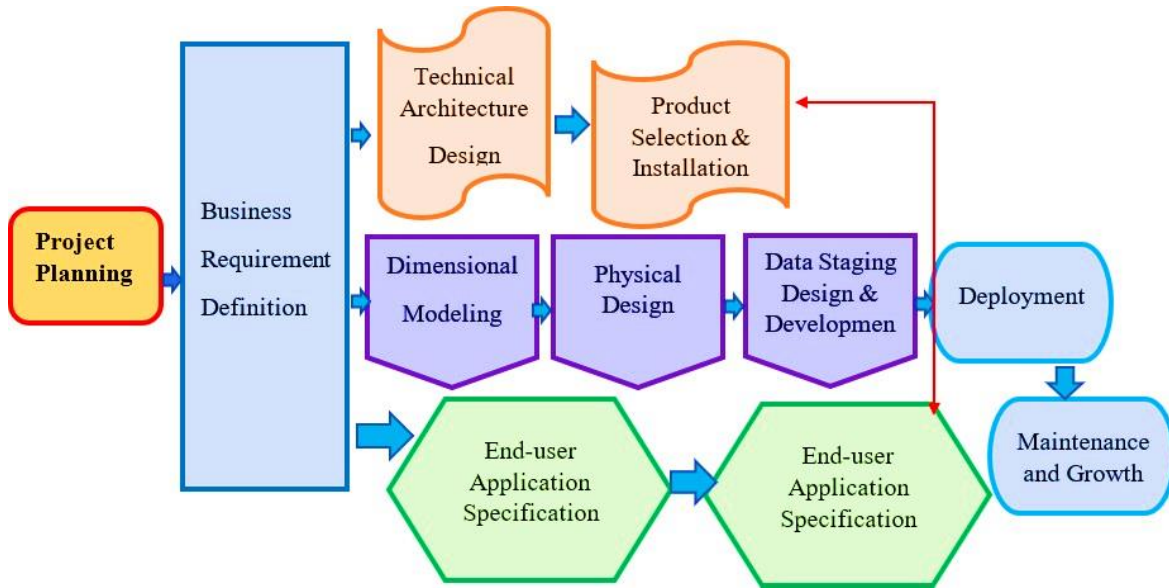 Project
Planning
Business
Requirement
Definition
Technical
Architecture
Design
Product
Selection &
Installation
Dimensional
Modeling
Physical
Design
Data Staging
Design &
Developmen
Deployment
Maintenance
and Growth
End-user
Application
Specification
End-user
Application
Specification